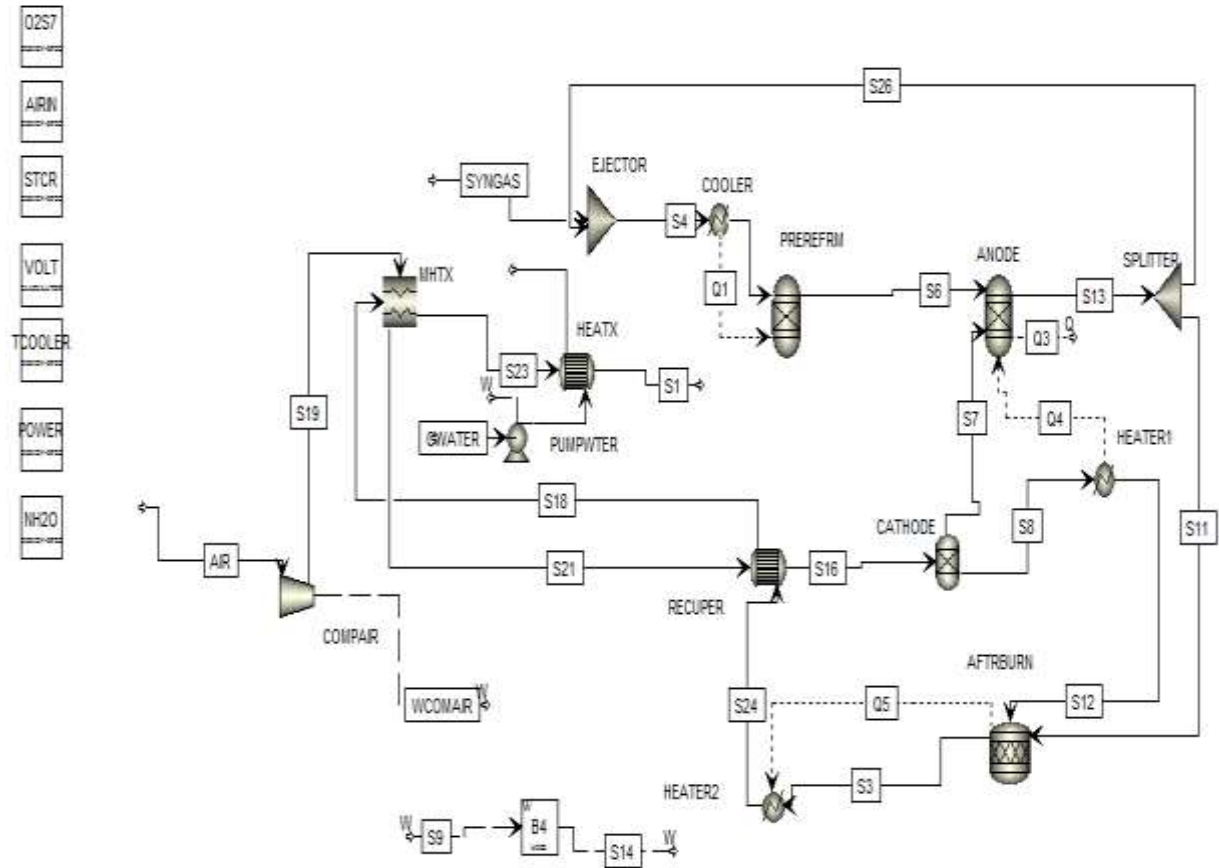 O2S7
S26
AIRIN
EJECTOR
SYNGAS
COOLER
STCR
S4
PREREFRM
ANODE
SPLITTER
VOLT
MHTX
Q1
S6
S13
TCOOLER
HEATX
Q3
Q
S23
S1
W
S19
S7
Q4
POWER
WATER
PUMPWTER
HEATER1
S18
NH2O
CATHODE
S8
S11
AIR
S21
S16
RECUPER
COMPAIR
AFTRBURN
WCOMAIR
W
S24
Q5
S12
HEATER2
S3
W
S9
W
B4
S14
W